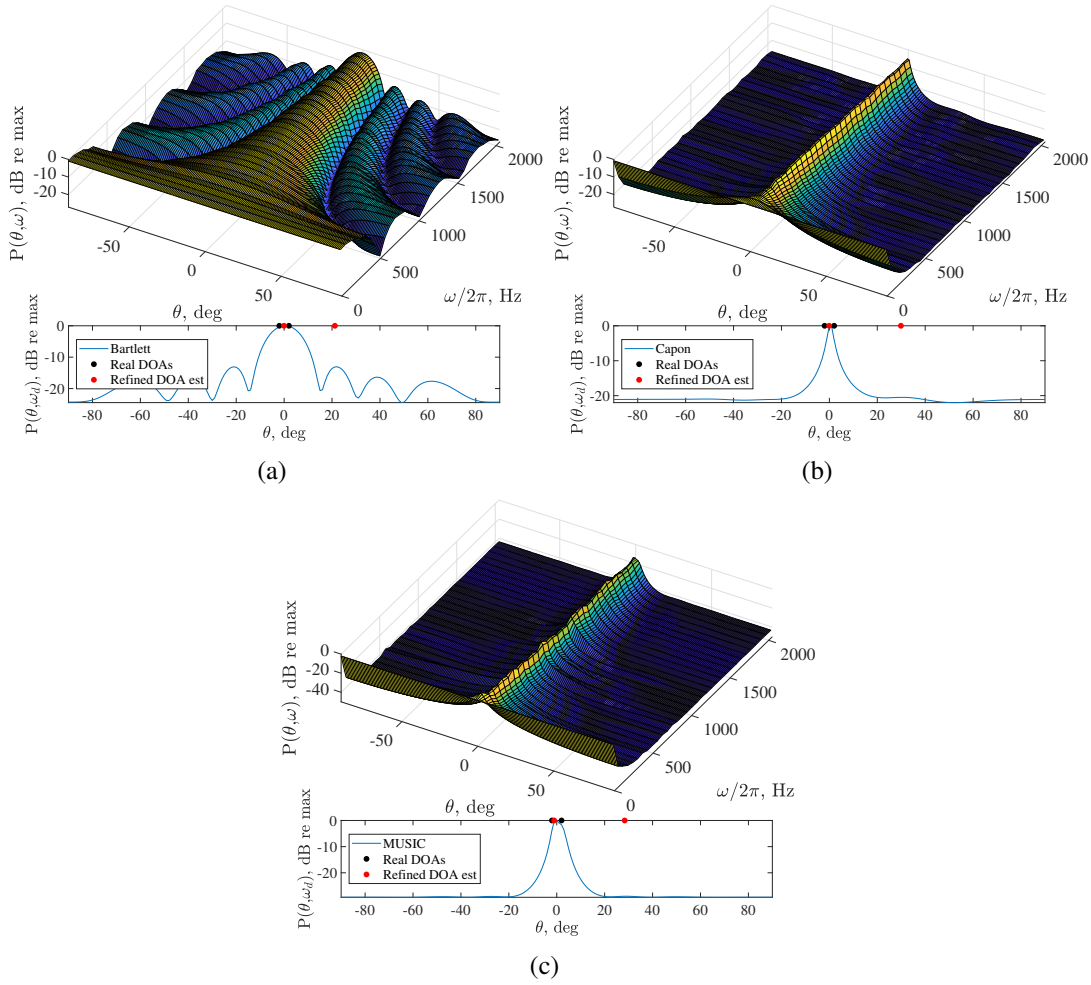 P(θ,ω), dB re max
0
-10
-20
-50
0
50
θ, deg
0
500
1000
1500
2000
ω/2π, Hz
P(θ,ω_d), dB re max
0
-10
-20
Bartlett
Real DOAs
Refined DOA est
-80 -60 -40 -20 0 20 40 60 80
θ, deg
(a)
P(θ,ω), dB re max
0
-10
-20
-50
0
50
θ, deg
0
500
1000
1500
2000
ω/2π, Hz
P(θ,ω_d), dB re max
0
-10
-20
Capon
Real DOAs
Refined DOA est
-80 -60 -40 -20 0 20 40 60 80
θ, deg
(b)
P(θ,ω), dB re max
0
-20
-40
-50
0
50
θ, deg
0
500
1000
1500
2000
ω/2π, Hz
P(θ,ω_d), dB re max
0
-10
-20
MUSIC
Real DOAs
Refined DOA est
-80 -60 -40 -20 0 20 40 60 80
θ, deg
(c)